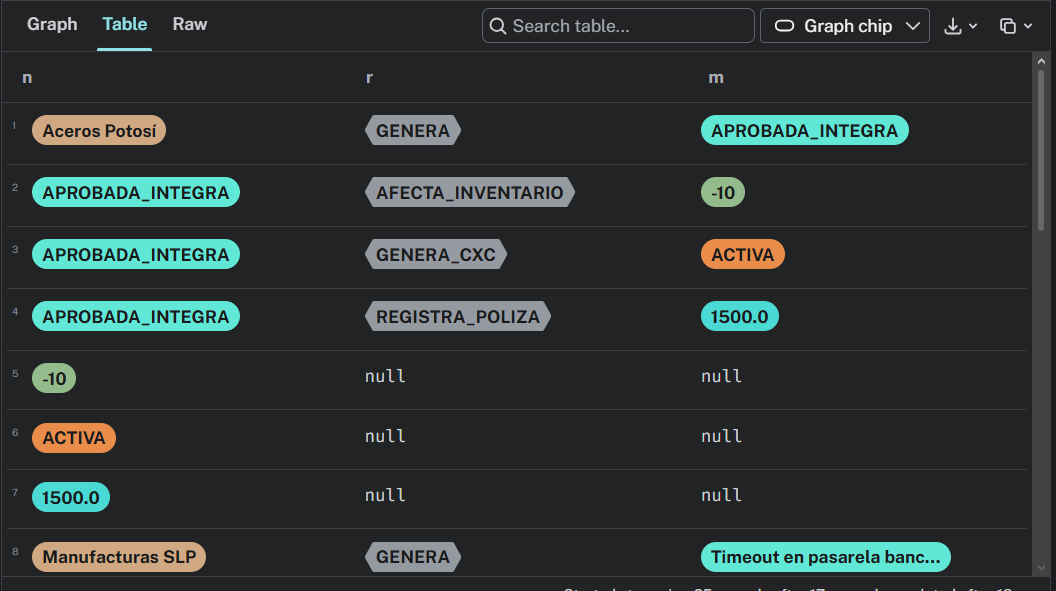 Graph Table Raw Search table... Graph chip
n r m
1 Aceros Potosí GENERA APROBADA_INTEGRA
2 APROBADA_INTEGRA AFECTA_INVENTARIO -10
3 APROBADA_INTEGRA GENERA_CXC ACTIVA
4 APROBADA_INTEGRA REGISTRA_POLIZA 1500.0
5 -10 null null
6 ACTIVA null null
7 1500.0 null null
8 Manufacturas SLP GENERA Timeout en pasarela banc...